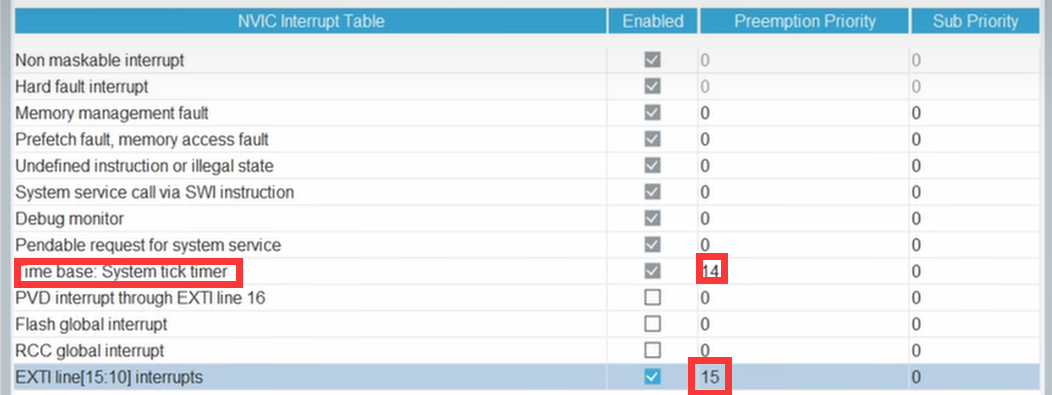 NVIC Interrupt Table Enabled Preemption Priority Sub Priority
Non maskable interrupt 0 0
Hard fault interrupt 0 0
Memory management fault 0 0
Prefetch fault, memory access fault 0 0
Undefined instruction or illegal state 0 0
System service call via SWI instruction 0 0
Debug monitor 0 0
Pendable request for system service 0 0
ime base: System tick timer 14 0
PVD interrupt through EXTI line 16 0 0
Flash global interrupt 0 0
RCC global interrupt 0 0
EXTI line[15:10] interrupts 15 0